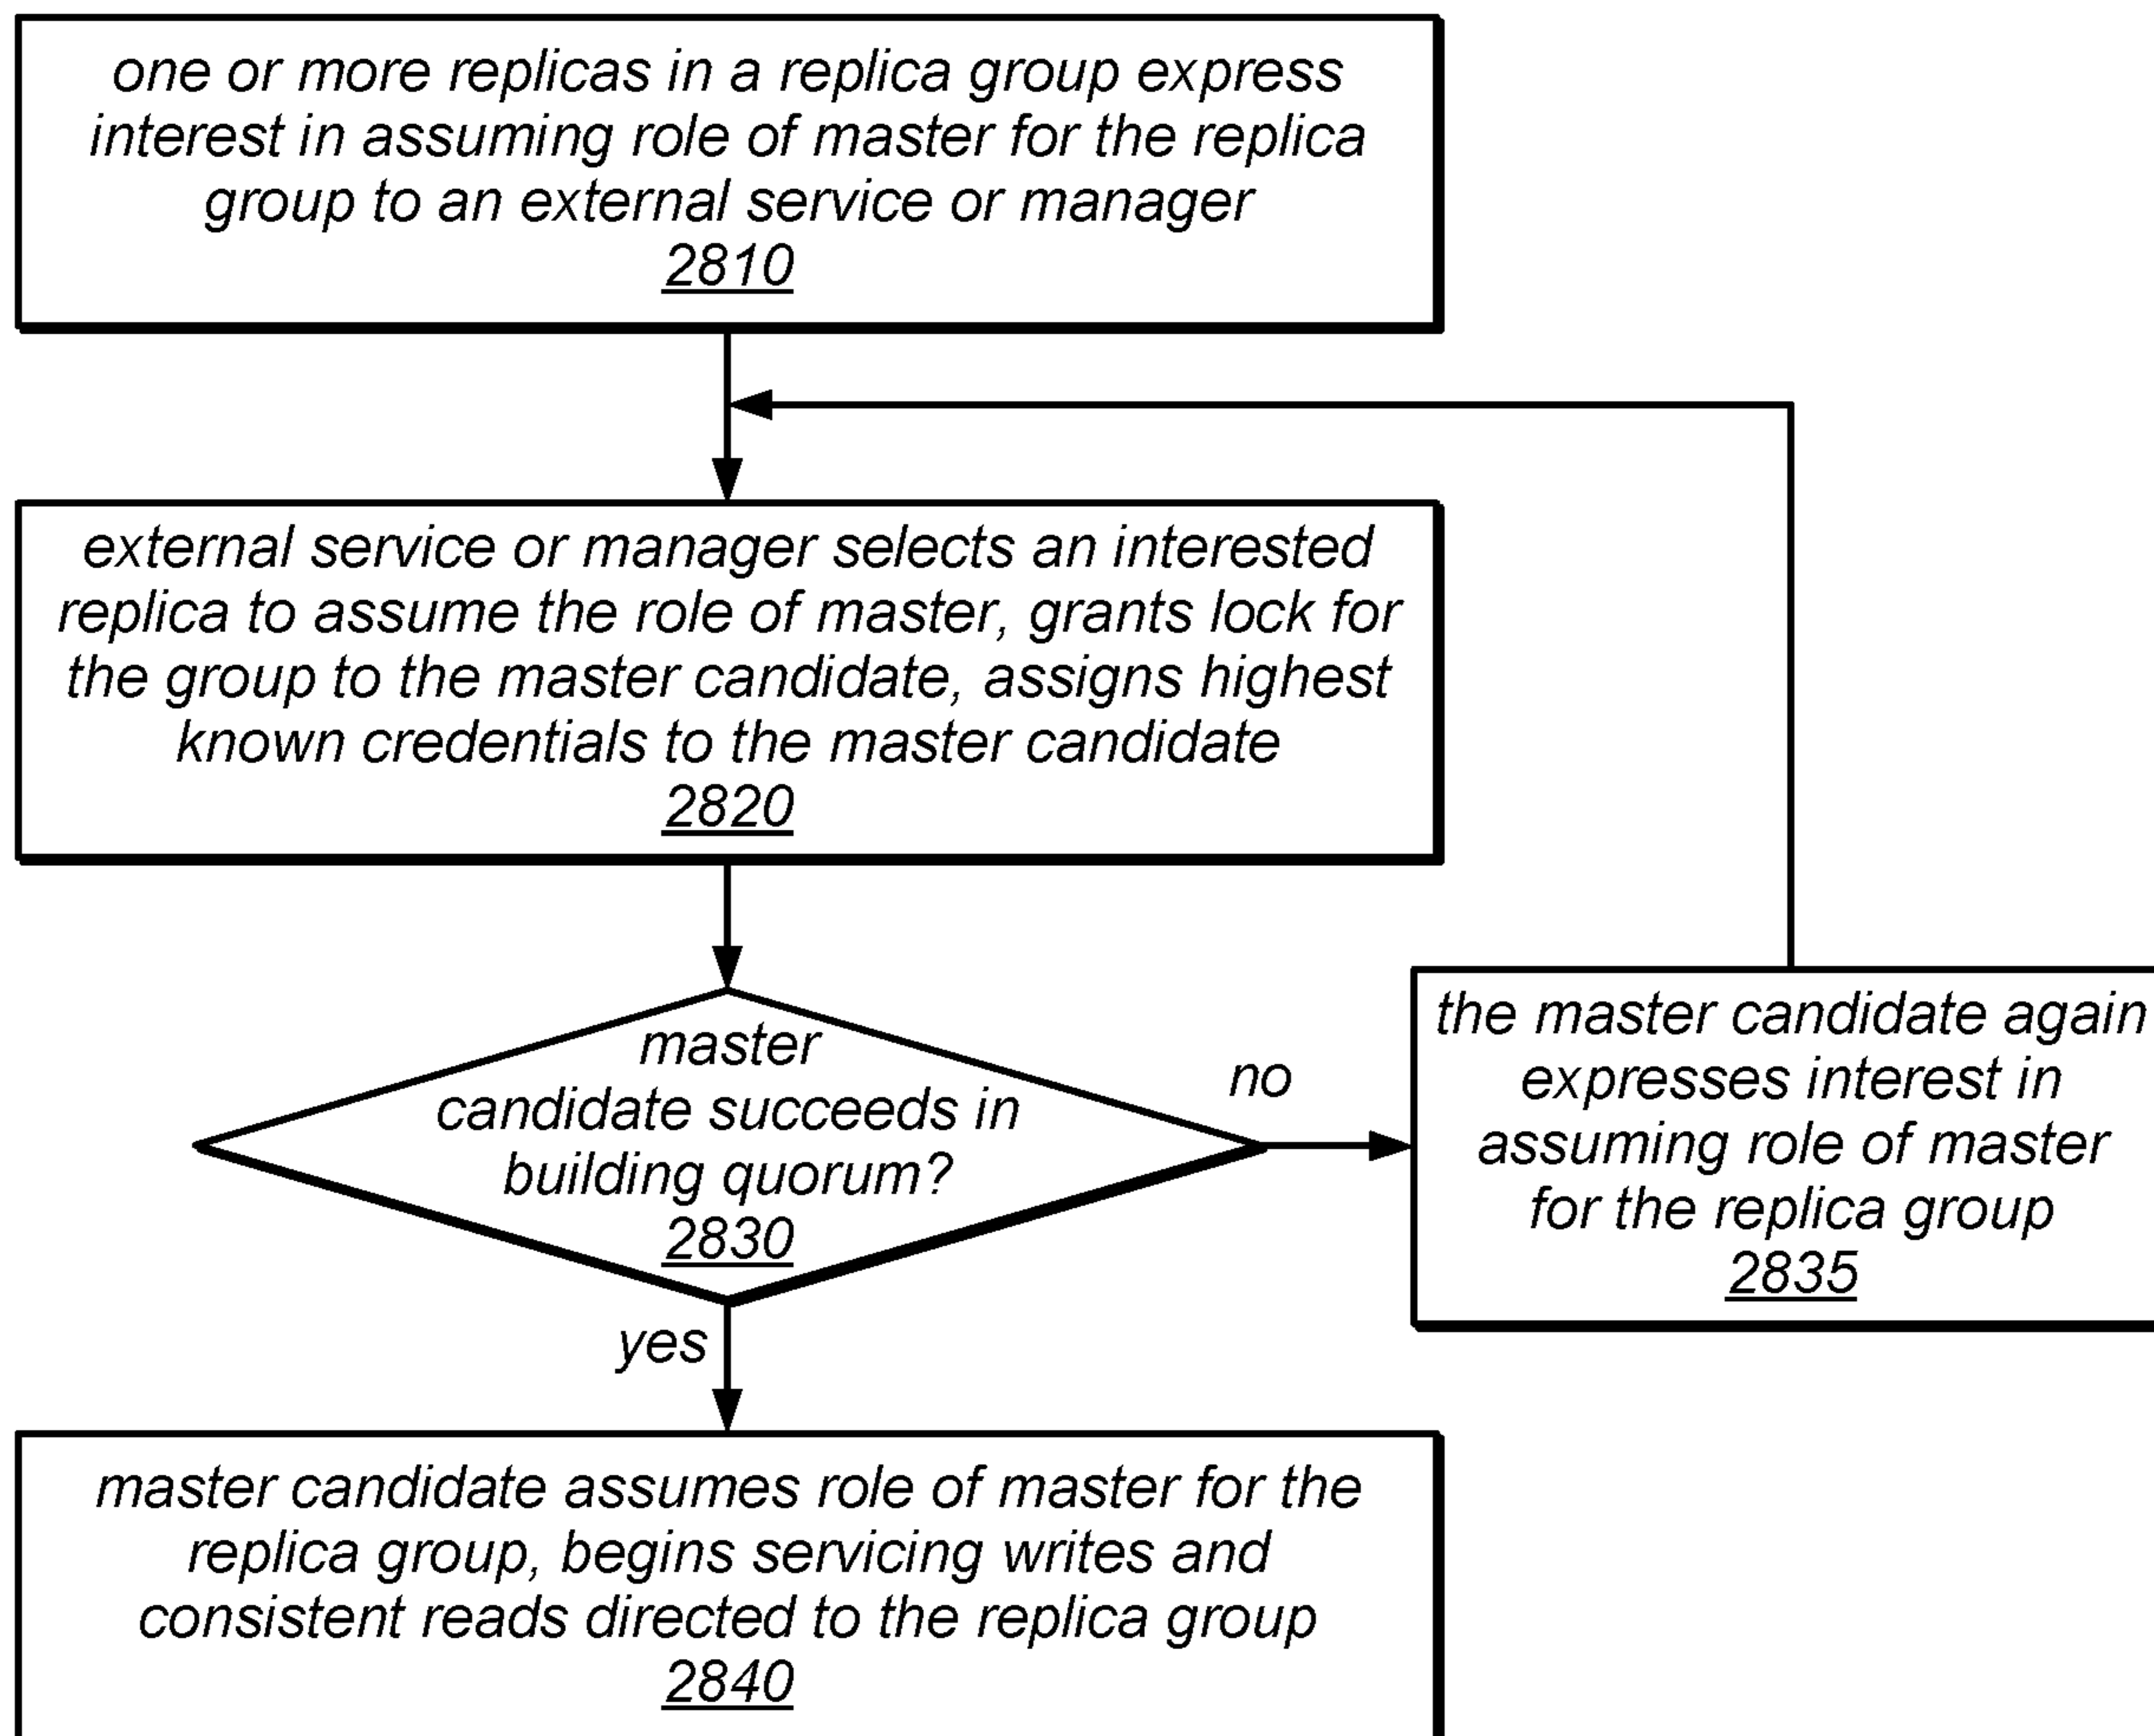 one or more replicas in a replica group express
interest in assuming role of master for the replica
group to an external service or manager
2810
external service or manager selects an interested
replica to assume the role of master, grants lock for
the group to the master candidate, assigns highest
known credentials to the master candidate
2820
master
candidate succeeds in
building quorum?
2830
no
the master candidate again
expresses interest in
assuming role of master
for the replica group
2835
yes
master candidate assumes role of master for the
replica group, begins servicing writes and
consistent reads directed to the replica group
2840